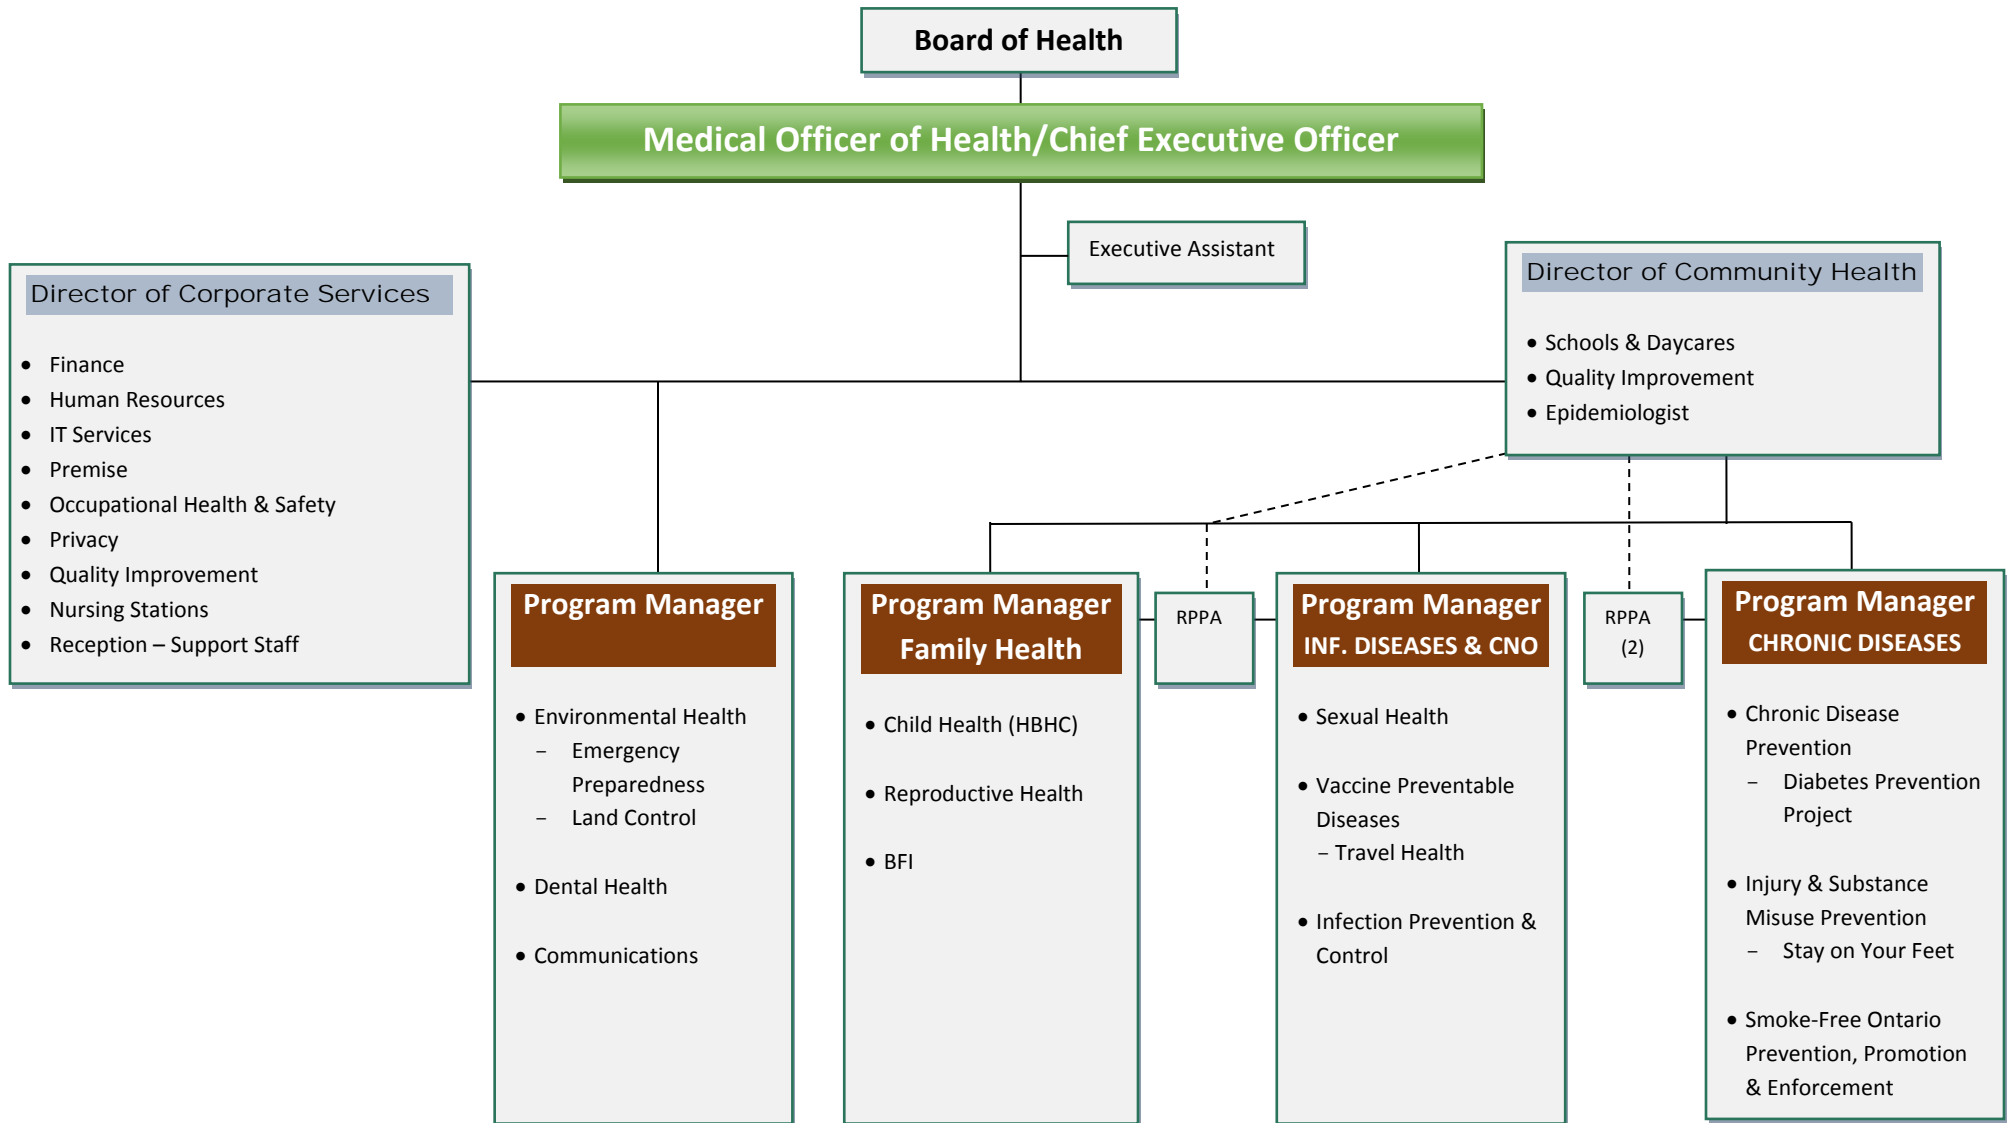 Board of Health
Medical Officer of Health/Chief Executive Officer
Executive Assistant
Director of Corporate Services
• Finance
• Human Resources
• IT Services
• Premise
• Occupational Health & Safety
• Privacy
• Quality Improvement
• Nursing Stations
• Reception – Support Staff
Director of Community Health
• Schools & Daycares
• Quality Improvement
• Epidemiologist
Program Manager
• Environmental Health
– Emergency
Preparedness
– Land Control
• Dental Health
• Communications
Program Manager
Family Health
• Child Health (HBHC)
• Reproductive Health
• BFI
RPPA
Program Manager
INF. DISEASES & CNO
• Sexual Health
• Vaccine Preventable
Diseases
– Travel Health
• Infection Prevention &
Control
RPPA
(2)
Program Manager
CHRONIC DISEASES
• Chronic Disease
Prevention
– Diabetes Prevention
Project
• Injury & Substance
Misuse Prevention
– Stay on Your Feet
• Smoke-Free Ontario
Prevention, Promotion
& Enforcement